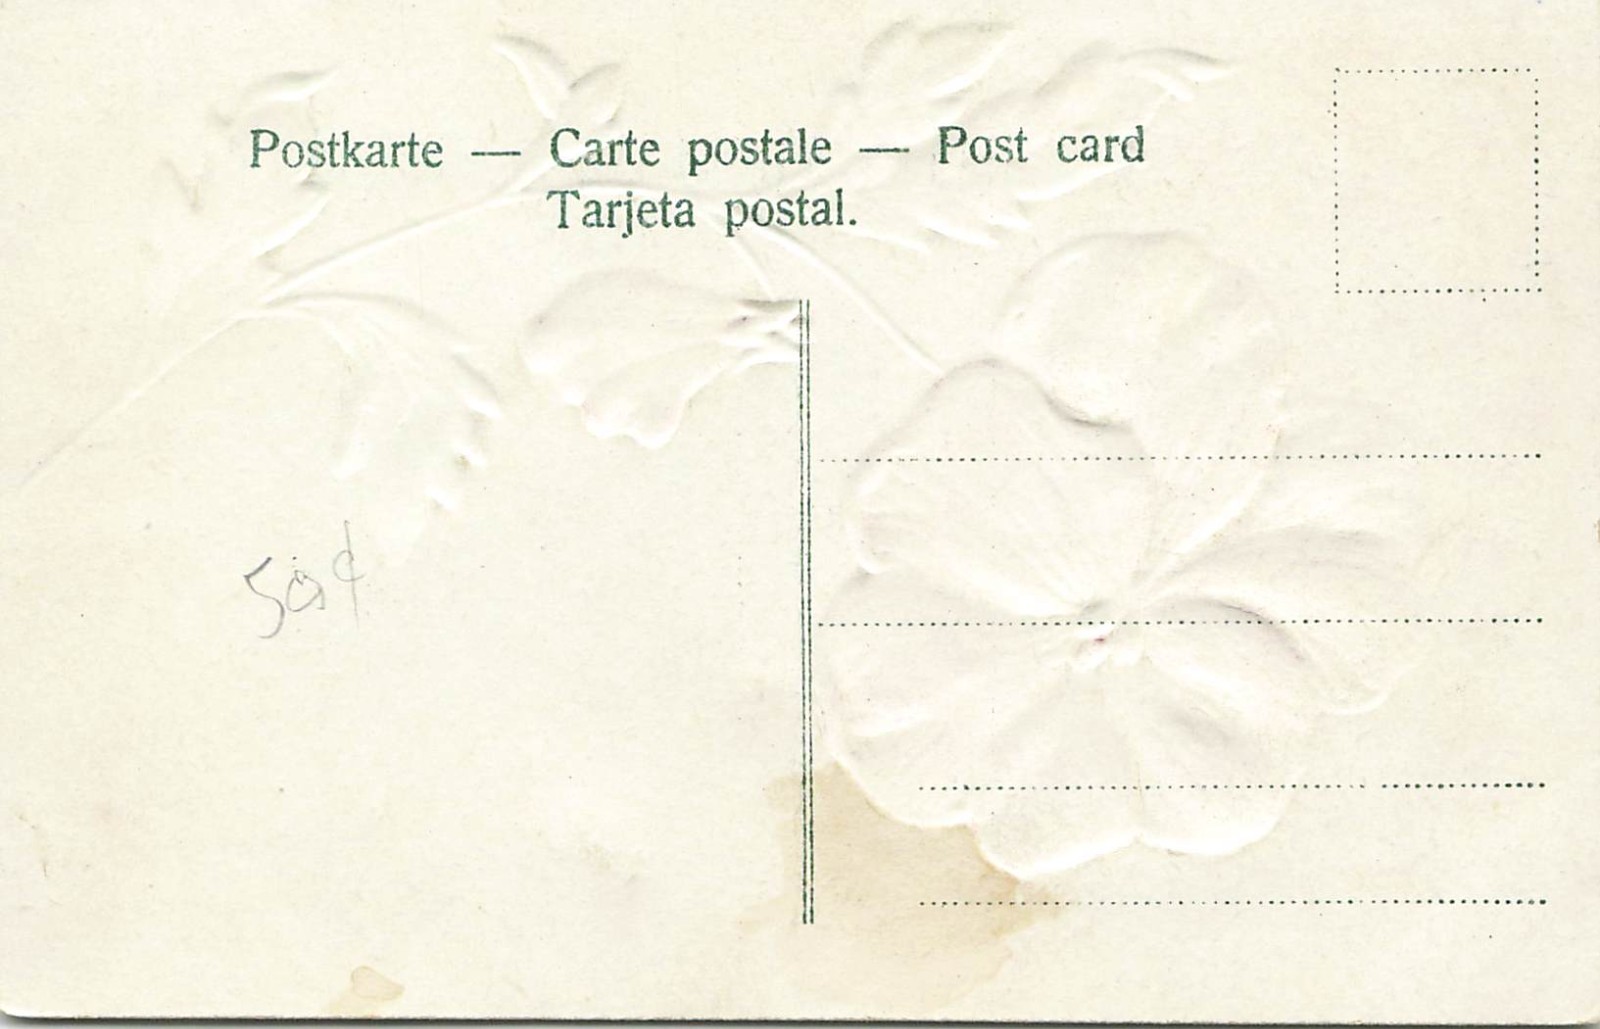 Postkarte — Carte postale — Post card
Tarjeta postal.
50¢